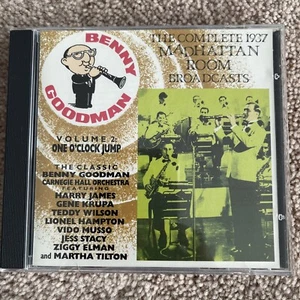 BENNY
GOODMAN
THE COMPLETE 1937
MADHATTAN
ROOM
BROADCASTS
VOLUME 2:
ONE O'CLOCK JUMP
THE CLASSIC
BENNY GOODMAN
CARNEGIE HALL ORCHESTRA
FEATURING
HARRY JAMES
GENE KRUPA
TEDDY WILSON
LIONEL HAMPTON
VIDO MUSSO
JESS STACY
ZIGGY ELMAN
and MARTHA TILTON